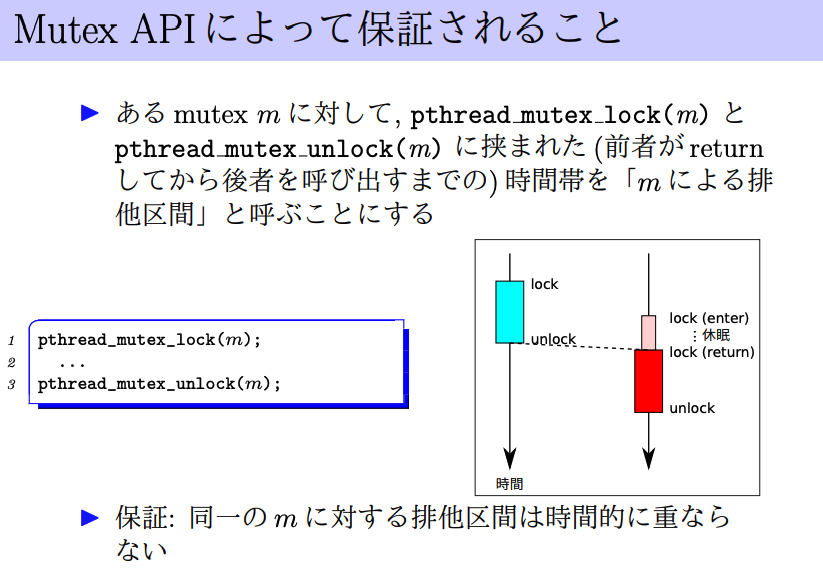 Mutex APIによって保証されること
ある mutex m に対して, pthread_mutex_lock(m) と
pthread_mutex_unlock(m) に挟まれた (前者が return
してから後者を呼び出すまでの) 時間帯を「m による排
他区間」と呼ぶことにする
1 pthread_mutex_lock(m);
2 ...
3 pthread_mutex_unlock(m);
lock
unlock
時間
lock (enter)
⋮休眠
lock (return)
unlock
保証: 同一の m に対する排他区間は時間的に重なら
ない